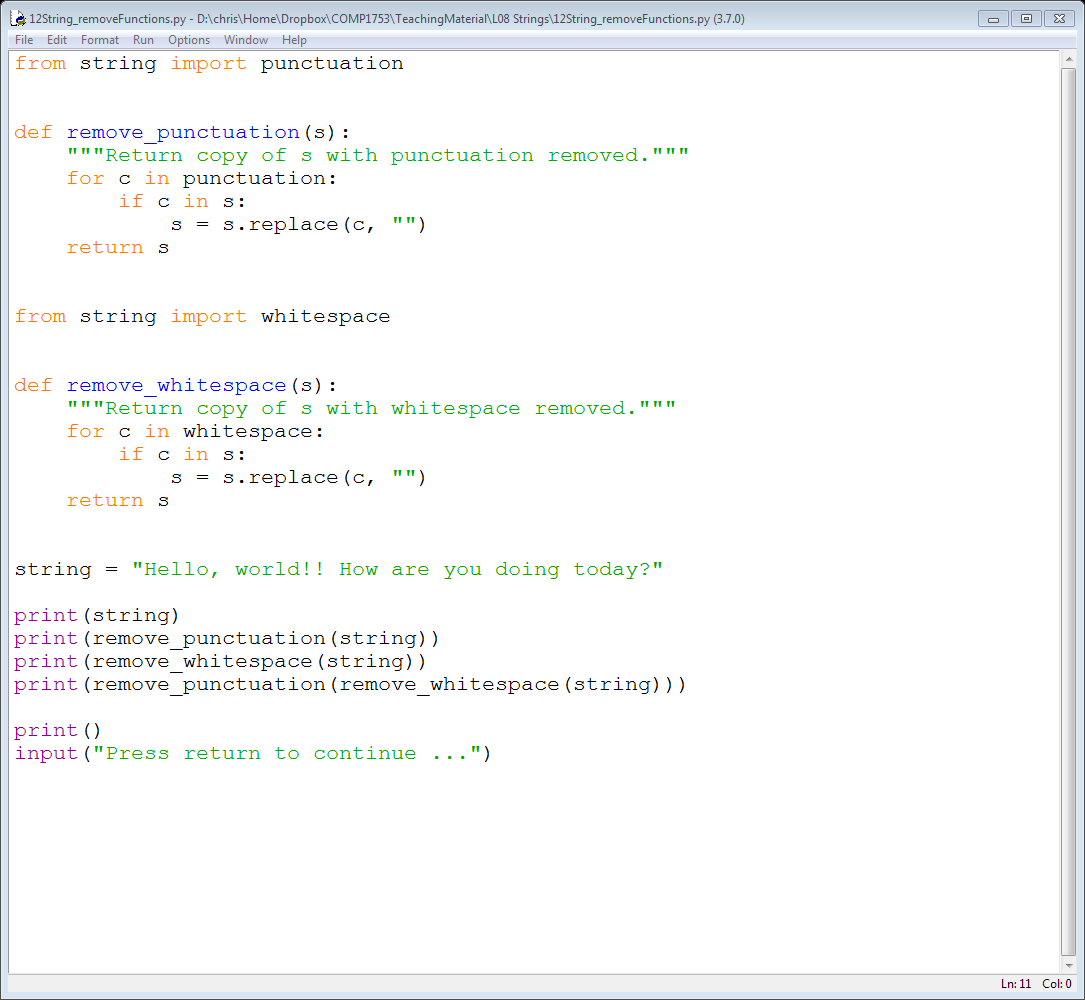 12String_removeFunctions.py - D:\chris\Home\Dropbox\COMP1753\TeachingMaterial\L08 Strings\12String_removeFunctions.py (3.7.0)
File Edit Format Run Options Window Help
from string import punctuation
def remove_punctuation(s):
    """Return copy of s with punctuation removed."""
    for c in punctuation:
        if c in s:
            s = s.replace(c, "")
    return s
from string import whitespace
def remove_whitespace(s):
    """Return copy of s with whitespace removed."""
    for c in whitespace:
        if c in s:
            s = s.replace(c, "")
    return s
string = "Hello, world!! How are you doing today?"
print(string)
print(remove_punctuation(string))
print(remove_whitespace(string))
print(remove_punctuation(remove_whitespace(string)))
print()
input("Press return to continue ...")
Ln: 11 Col: 0